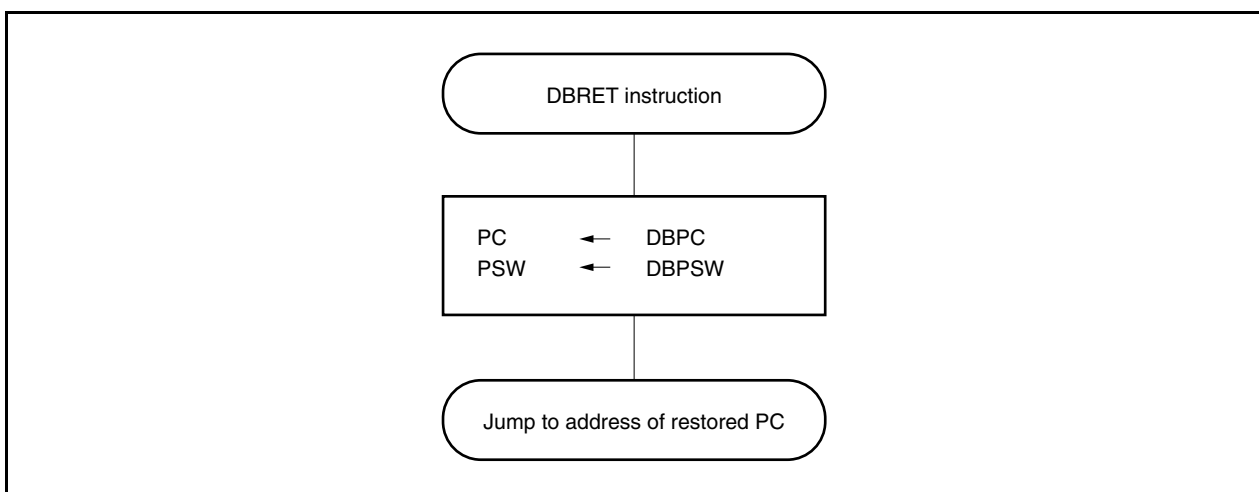 DBRET instruction
PC ← DBPC
PSW ← DBPSW
Jump to address of restored PC